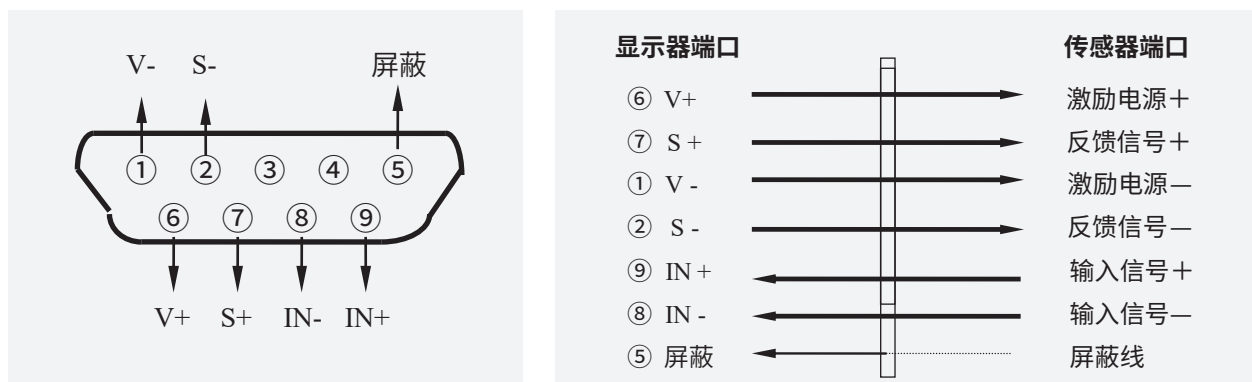 V- S- 屏蔽
① ② ③ ④ ⑤
⑥ ⑦ ⑧ ⑨
V+ S+ IN- IN+
显示器端口 传感器端口
⑥ V+ 激励电源＋
⑦ S + 反馈信号＋
① V - 激励电源—
② S - 反馈信号—
⑨ IN + 输入信号＋
⑧ IN - 输入信号—
⑤ 屏蔽 屏蔽线